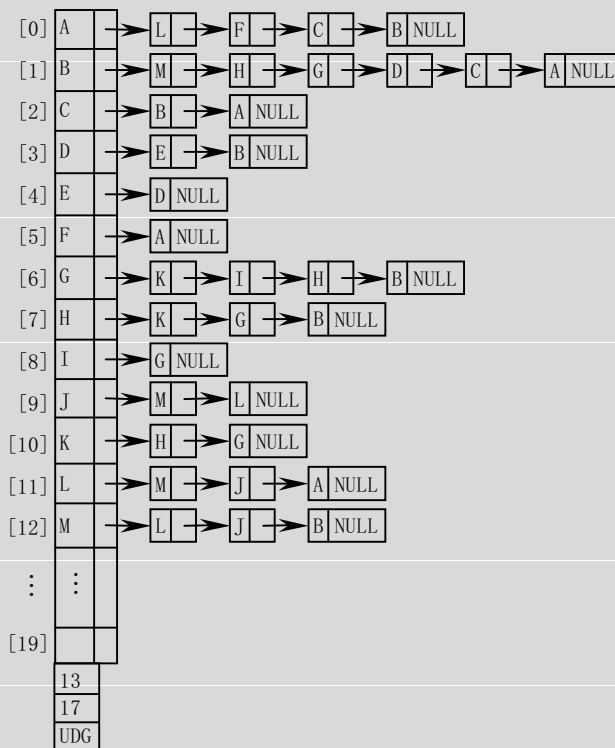 [0] A L F C B NULL
[1] B M H G D C A NULL
[2] C B A NULL
[3] D E B NULL
[4] E D NULL
[5] F A NULL
[6] G K I H B NULL
[7] H K G B NULL
[8] I G NULL
[9] J M L NULL
[10] K H G NULL
[11] L M J A NULL
[12] M L J B NULL
⋮ ⋮
[19]
13
17
UDG